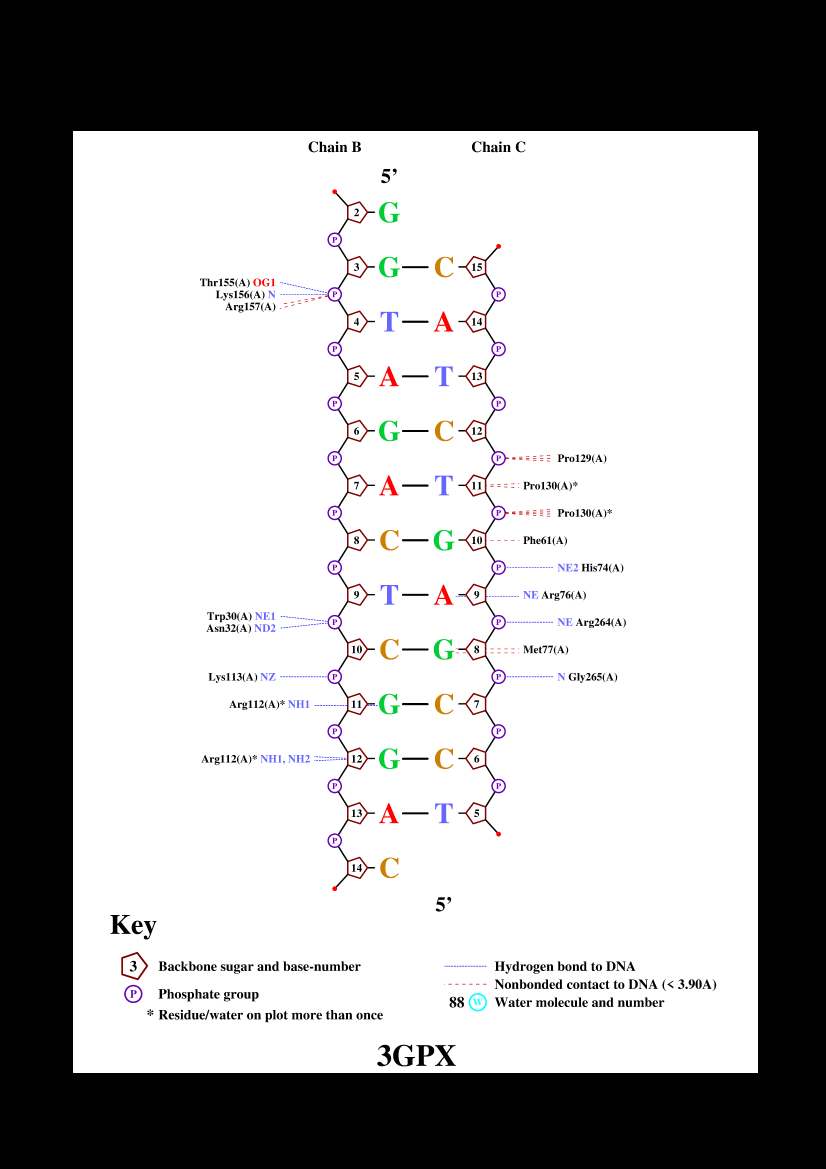 Chain B Chain C
5’
2 G
P
3 G C 15
Thr155(A) OG1
Lys156(A) N P P
Arg157(A)
4 T A 14
P P
5 A T 13
P P
6 G C 12
P P Pro129(A)
7 A T 11 Pro130(A)*
P P Pro130(A)*
8 C G 10 Phe61(A)
P P NE2 His74(A)
9 T A 9 NE Arg76(A)
Trp30(A) NE1
P P NE Arg264(A)
Asn32(A) ND2
10 C G 8 Met77(A)
Lys113(A) NZ P P N Gly265(A)
Arg112(A)* NH1 11 G C 7
P P
Arg112(A)* NH1, NH2 12 G C 6
P P
13 A T 5
P
14 C
5’
Key
3 Backbone sugar and base-number
P Phosphate group
* Residue/water on plot more than once
Hydrogen bond to DNA
Nonbonded contact to DNA (< 3.90A)
88 W Water molecule and number
3GPX